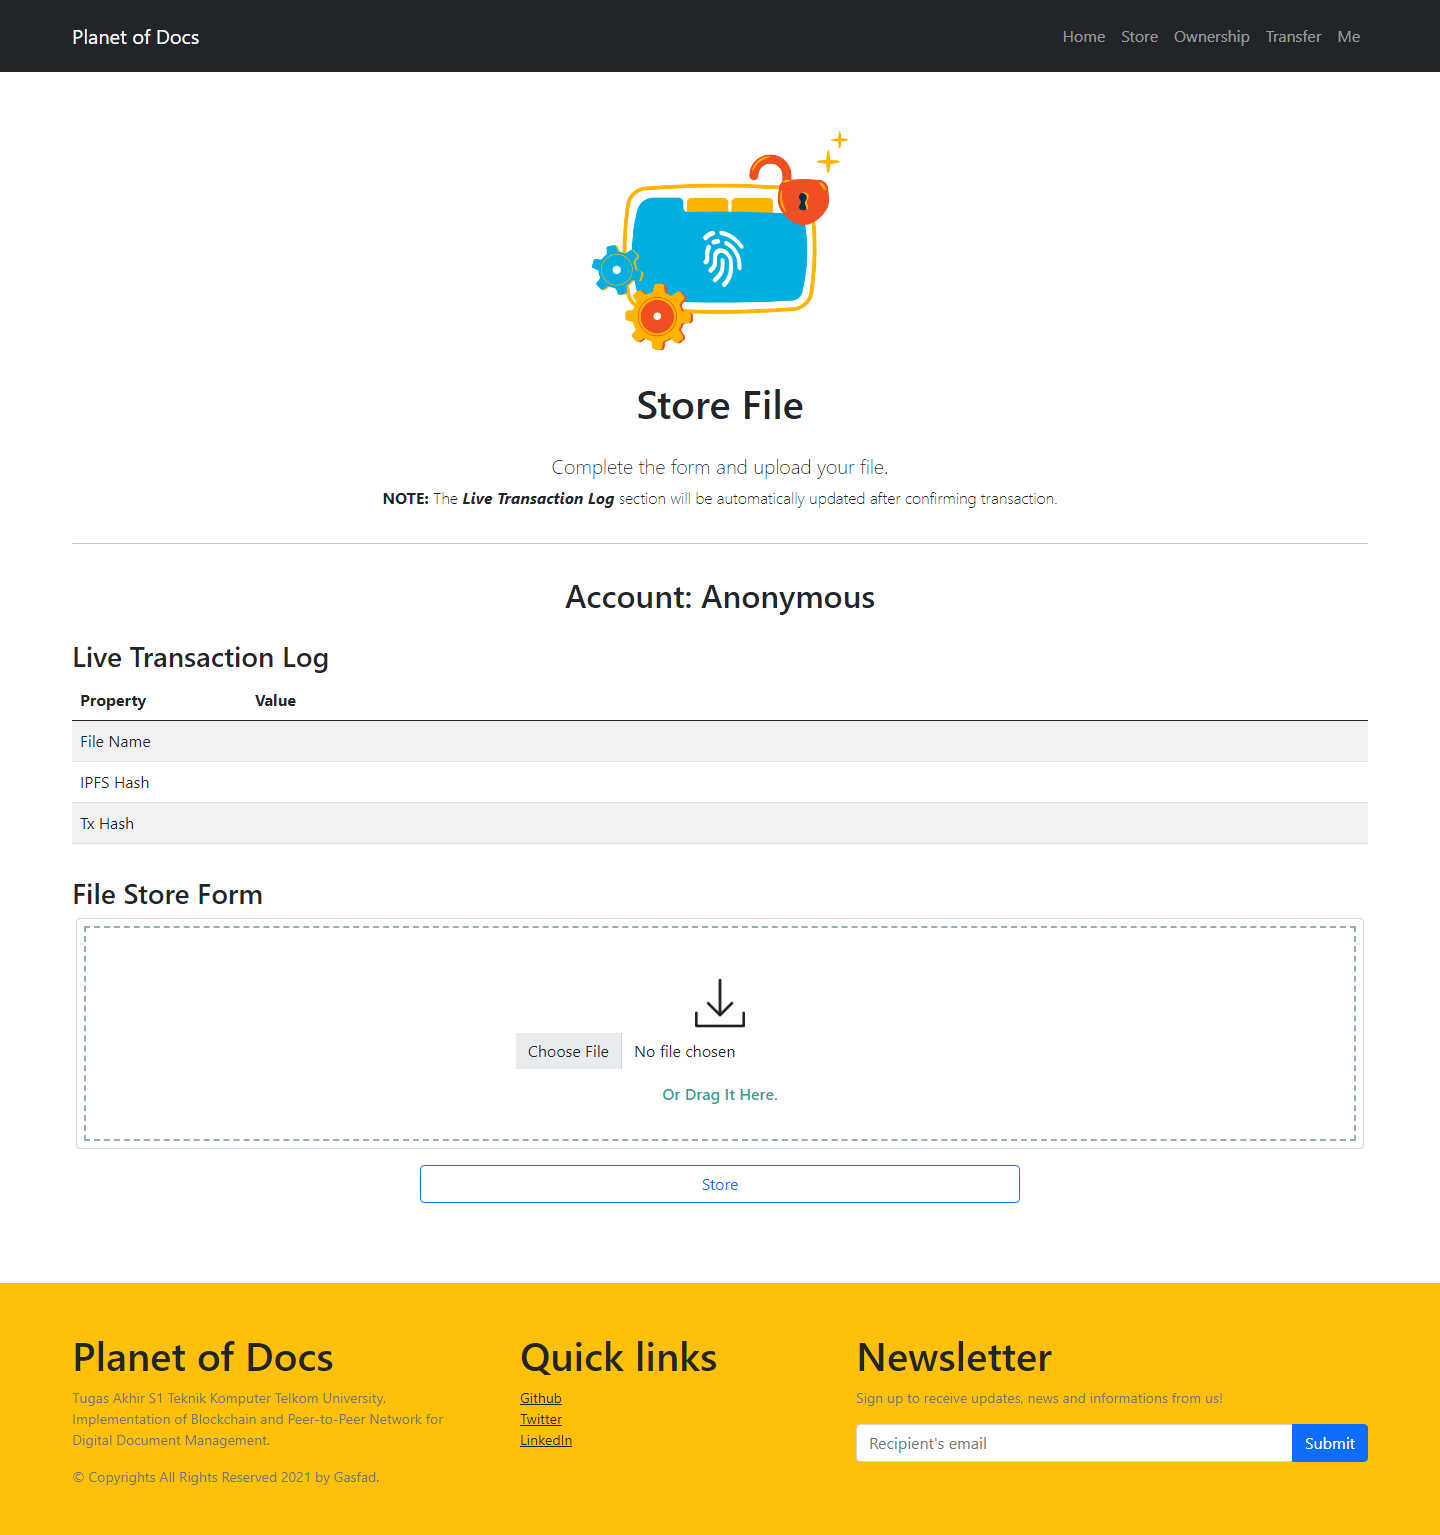 Planet of Docs
Home Store Ownership Transfer Me
Store File
Complete the form and upload your file.
NOTE: The Live Transaction Log section will be automatically updated after confirming transaction.
Account: Anonymous
Live Transaction Log
Property Value
File Name
IPFS Hash
Tx Hash
File Store Form
Choose File No file chosen
Or Drag It Here.
Store
Planet of Docs
Tugas Akhir S1 Teknik Komputer Telkom University,
Implementation of Blockchain and Peer-to-Peer Network for
Digital Document Management.
© Copyrights All Rights Reserved 2021 by Gasfad.
Quick links
Github
Twitter
LinkedIn
Newsletter
Sign up to receive updates, news and informations from us!
Recipient's email Submit